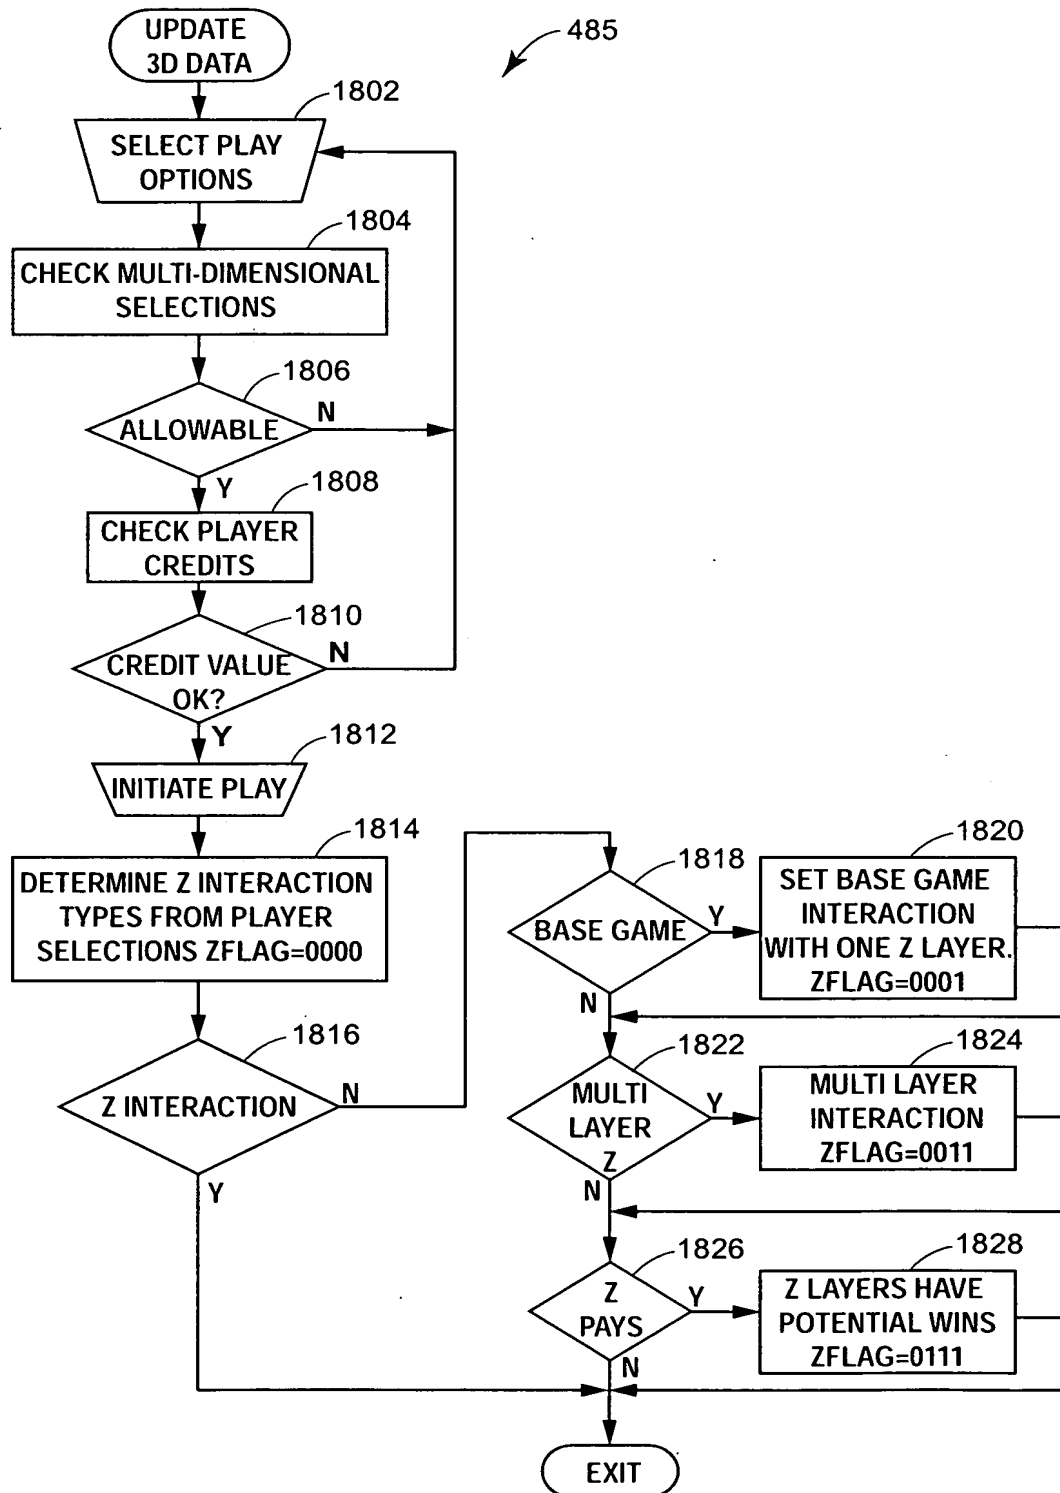 UPDATE
3D DATA
485
1802
SELECT PLAY
OPTIONS
1804
CHECK MULTI-DIMENSIONAL
SELECTIONS
1806
ALLOWABLE
N
Y
1808
CHECK PLAYER
CREDITS
1810
CREDIT VALUE
OK?
N
Y
1812
INITIATE PLAY
1814
DETERMINE Z INTERACTION
TYPES FROM PLAYER
SELECTIONS ZFLAG=0000
1816
Z INTERACTION
N
Y
1818
BASE GAME
Y
N
1820
SET BASE GAME
INTERACTION
WITH ONE Z LAYER.
ZFLAG=0001
1822
MULTI
LAYER
Z
Y
N
1824
MULTI LAYER
INTERACTION
ZFLAG=0011
1826
Z
PAYS
Y
N
1828
Z LAYERS HAVE
POTENTIAL WINS
ZFLAG=0111
EXIT